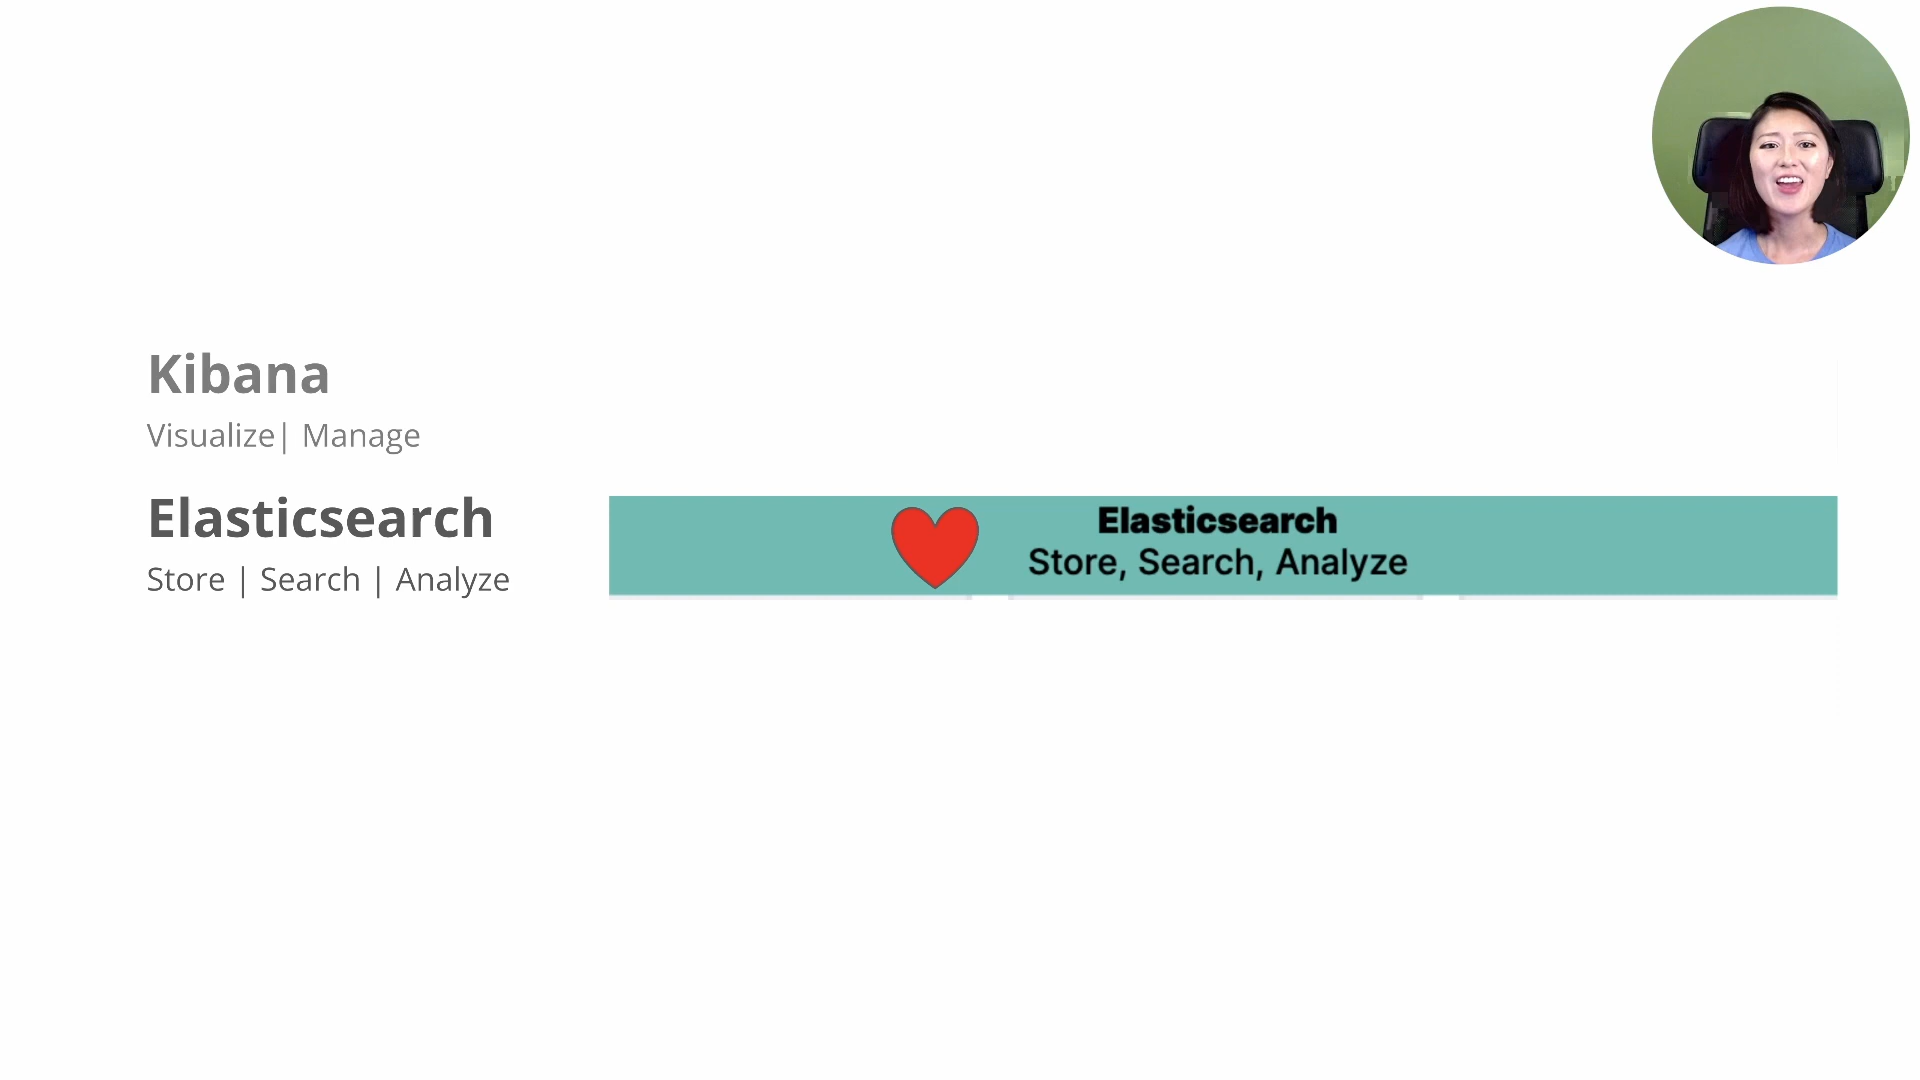 Kibana
Visualize| Manage
Elasticsearch
Store | Search | Analyze
Elasticsearch
Store, Search, Analyze